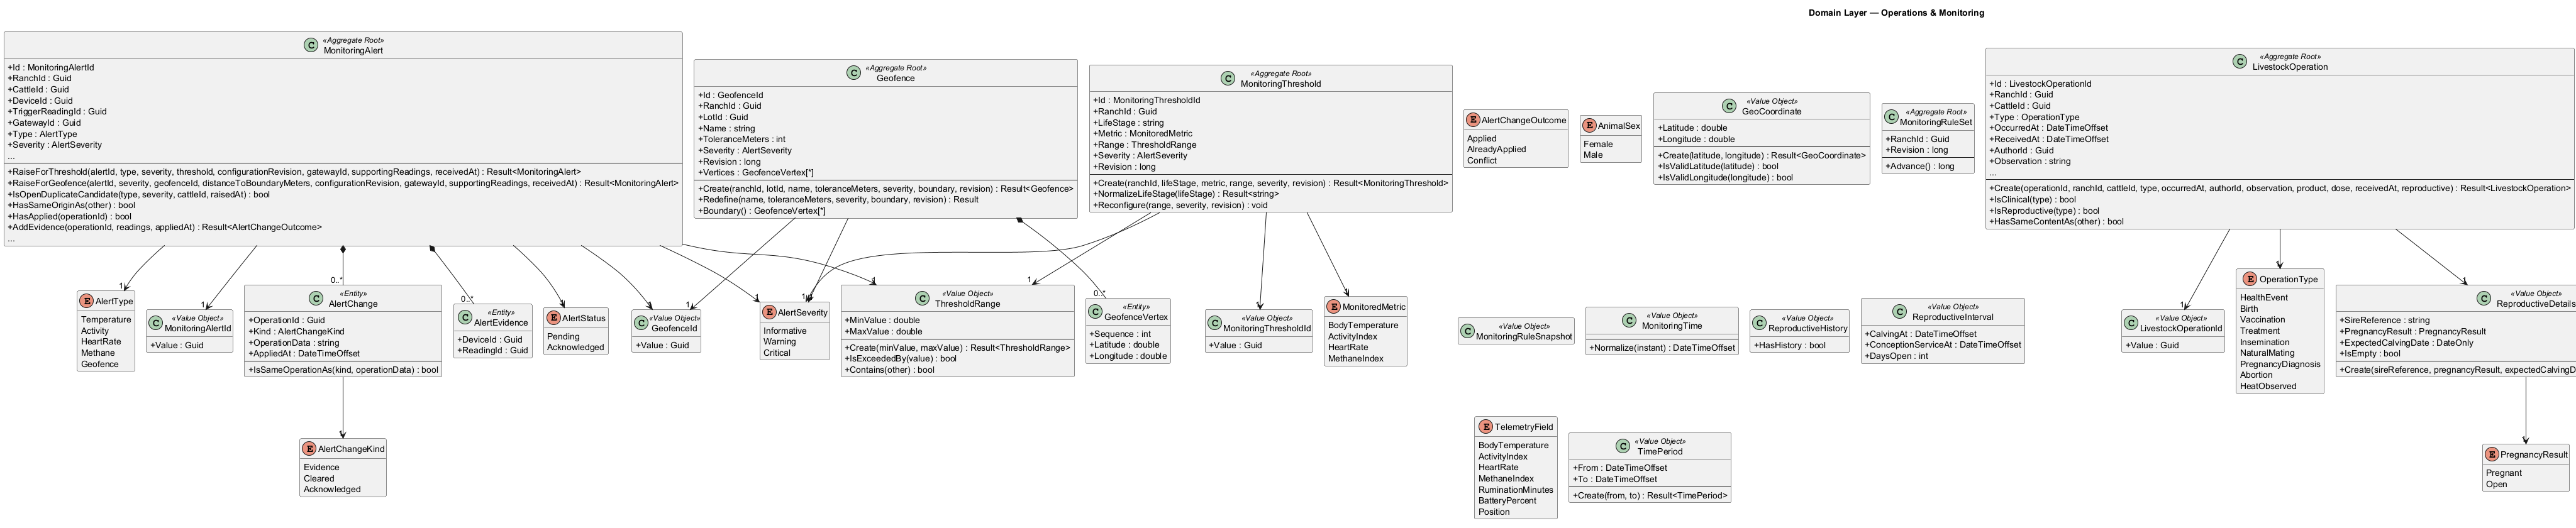 Domain Layer — Operations & Monitoring
«Aggregate Root»
MonitoringAlert
+Id : MonitoringAlertId
+RanchId : Guid
+CattleId : Guid
+DeviceId : Guid
+TriggerReadingId : Guid
+GatewayId : Guid
+Type : AlertType
+Severity : AlertSeverity
...
+RaiseForThreshold(alertId, type, severity, threshold, configurationRevision, gatewayId, supportingReadings, receivedAt) : Result<MonitoringAlert>
+RaiseForGeofence(alertId, severity, geofenceId, distanceToBoundaryMeters, configurationRevision, gatewayId, supportingReadings, receivedAt) : Result<MonitoringAlert>
+IsOpenDuplicateCandidate(type, severity, cattleId, raisedAt) : bool
+HasSameOriginAs(other) : bool
+HasApplied(operationId) : bool
+AddEvidence(operationId, readings, appliedAt) : Result<AlertChangeOutcome>
...
«Aggregate Root»
Geofence
+Id : GeofenceId
+RanchId : Guid
+LotId : Guid
+Name : string
+ToleranceMeters : int
+Severity : AlertSeverity
+Revision : long
+Vertices : GeofenceVertex[*]
+Create(ranchId, lotId, name, toleranceMeters, severity, boundary, revision) : Result<Geofence>
+Redefine(name, toleranceMeters, severity, boundary, revision) : Result
+Boundary() : GeofenceVertex[*]
«Aggregate Root»
MonitoringThreshold
+Id : MonitoringThresholdId
+RanchId : Guid
+LifeStage : string
+Metric : MonitoredMetric
+Range : ThresholdRange
+Severity : AlertSeverity
+Revision : long
+Create(ranchId, lifeStage, metric, range, severity, revision) : Result<MonitoringThreshold>
+NormalizeLifeStage(lifeStage) : Result<string>
+Reconfigure(range, severity, revision) : void
AlertChangeOutcome
Applied
AlreadyApplied
Conflict
AnimalSex
Female
Male
«Value Object»
GeoCoordinate
+Latitude : double
+Longitude : double
+Create(latitude, longitude) : Result<GeoCoordinate>
+IsValidLatitude(latitude) : bool
+IsValidLongitude(longitude) : bool
«Aggregate Root»
MonitoringRuleSet
+RanchId : Guid
+Revision : long
+Advance() : long
«Aggregate Root»
LivestockOperation
+Id : LivestockOperationId
+RanchId : Guid
+CattleId : Guid
+Type : OperationType
+OccurredAt : DateTimeOffset
+ReceivedAt : DateTimeOffset
+AuthorId : Guid
+Observation : string
...
+Create(operationId, ranchId, cattleId, type, occurredAt, authorId, observation, product, dose, receivedAt, reproductive) : Result<LivestockOperation>
+IsClinical(type) : bool
+IsReproductive(type) : bool
+HasSameContentAs(other) : bool
1
AlertType
Temperature
Activity
HeartRate
Methane
Geofence
1
«Value Object»
MonitoringAlertId
+Value : Guid
0..*
«Entity»
AlertChange
+OperationId : Guid
+Kind : AlertChangeKind
+OperationData : string
+AppliedAt : DateTimeOffset
+IsSameOperationAs(kind, operationData) : bool
0..*
«Entity»
AlertEvidence
+DeviceId : Guid
+ReadingId : Guid
1
AlertStatus
Pending
Acknowledged
1
1
«Value Object»
GeofenceId
+Value : Guid
1
1
AlertSeverity
Informative
Warning
Critical
1
1
«Value Object»
ThresholdRange
+MinValue : double
+MaxValue : double
+Create(minValue, maxValue) : Result<ThresholdRange>
+IsExceededBy(value) : bool
+Contains(other) : bool
0..*
«Entity»
GeofenceVertex
+Sequence : int
+Latitude : double
+Longitude : double
1
«Value Object»
MonitoringThresholdId
+Value : Guid
1
MonitoredMetric
BodyTemperature
ActivityIndex
HeartRate
MethaneIndex
«Value Object»
MonitoringRuleSnapshot
«Value Object»
MonitoringTime
+Normalize(instant) : DateTimeOffset
«Value Object»
ReproductiveHistory
+HasHistory : bool
«Value Object»
ReproductiveInterval
+CalvingAt : DateTimeOffset
+ConceptionServiceAt : DateTimeOffset
+DaysOpen : int
1
«Value Object»
LivestockOperationId
+Value : Guid
1
OperationType
HealthEvent
Birth
Vaccination
Treatment
Insemination
NaturalMating
PregnancyDiagnosis
Abortion
HeatObserved
1
«Value Object»
ReproductiveDetails
+SireReference : string
+PregnancyResult : PregnancyResult
+ExpectedCalvingDate : DateOnly
+IsEmpty : bool
+Create(sireReference, pregnancyResult, expectedCalvingD
1
AlertChangeKind
Evidence
Cleared
Acknowledged
TelemetryField
BodyTemperature
ActivityIndex
HeartRate
MethaneIndex
RuminationMinutes
BatteryPercent
Position
«Value Object»
TimePeriod
+From : DateTimeOffset
+To : DateTimeOffset
+Create(from, to) : Result<TimePeriod>
1
PregnancyResult
Pregnant
Open